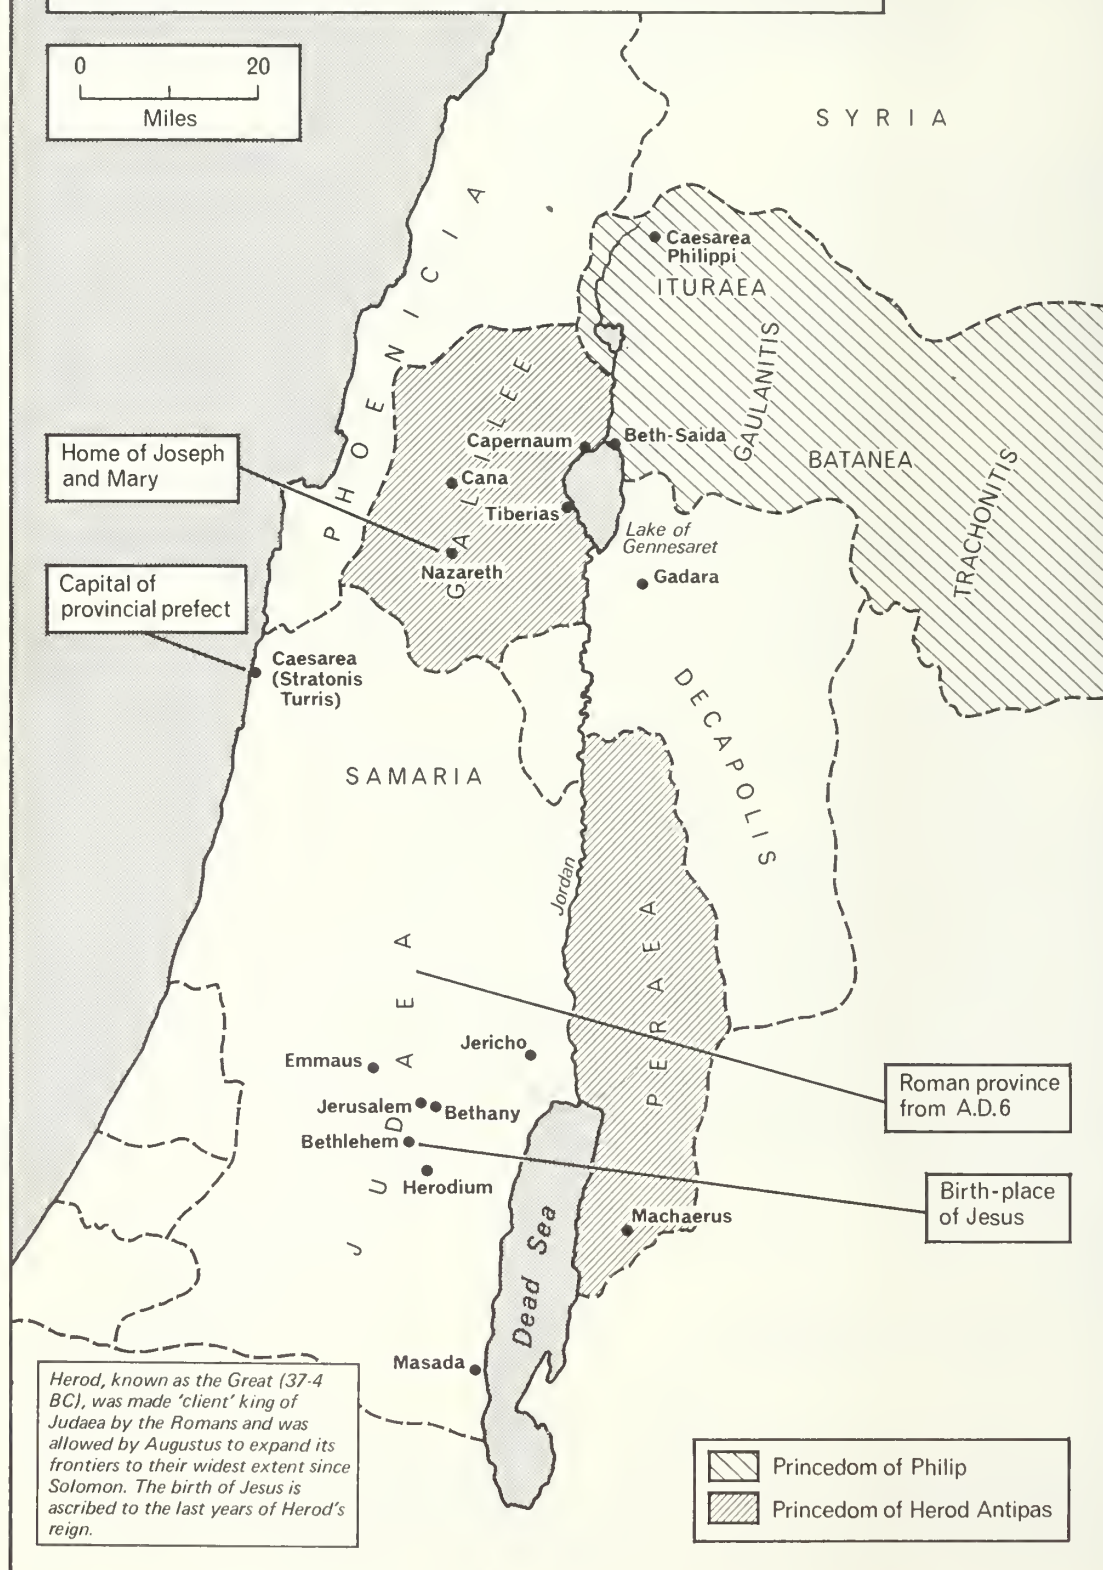 0 20
Miles
SYRIA
PHOENICIA
Caesarea
Philippi
ITURAEA
GAULANITIS
BATANEA
TRACHONITIS
GALILEE
Capernaum
Beth-Saida
Cana
Tiberias
Lake of
Gennesaret
Nazareth
Gadara
Home of Joseph
and Mary
Capital of
provincial prefect
Caesarea
(Stratonis
Turris)
DECAPOLIS
SAMARIA
Jordan
PERAEA
JUDAEA
Jericho
Emmaus
Jerusalem
Bethany
Bethlehem
Herodium
Roman province
from A.D.6
Birth-place
of Jesus
Machaerus
Dead Sea
Masada
Herod, known as the Great (37-4
BC), was made ‘client’ king of
Judaea by the Romans and was
allowed by Augustus to expand its
frontiers to their widest extent since
Solomon. The birth of Jesus is
ascribed to the last years of Herod's
reign.
Princedom of Philip
Princedom of Herod Antipas